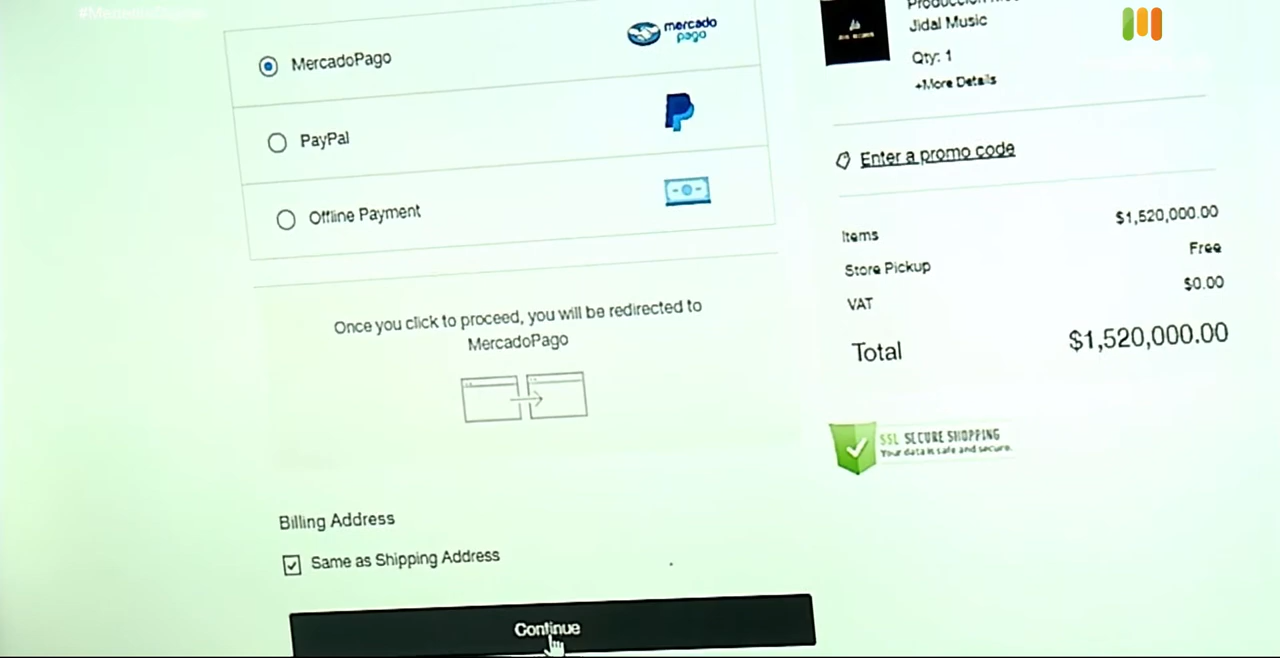 MercadoPago
mercado
pago
PayPal
Offline Payment
Once you click to proceed, you will be redirected to
MercadoPago
Billing Address
Same as Shipping Address
Continue
Jidal Music
Qty: 1
+More Details
Enter a promo code
Items $1,520,000.00
Store Pickup Free
VAT $0.00
Total $1,520,000.00
SSL SECURE SHOPPING
Your data is safe and secure.